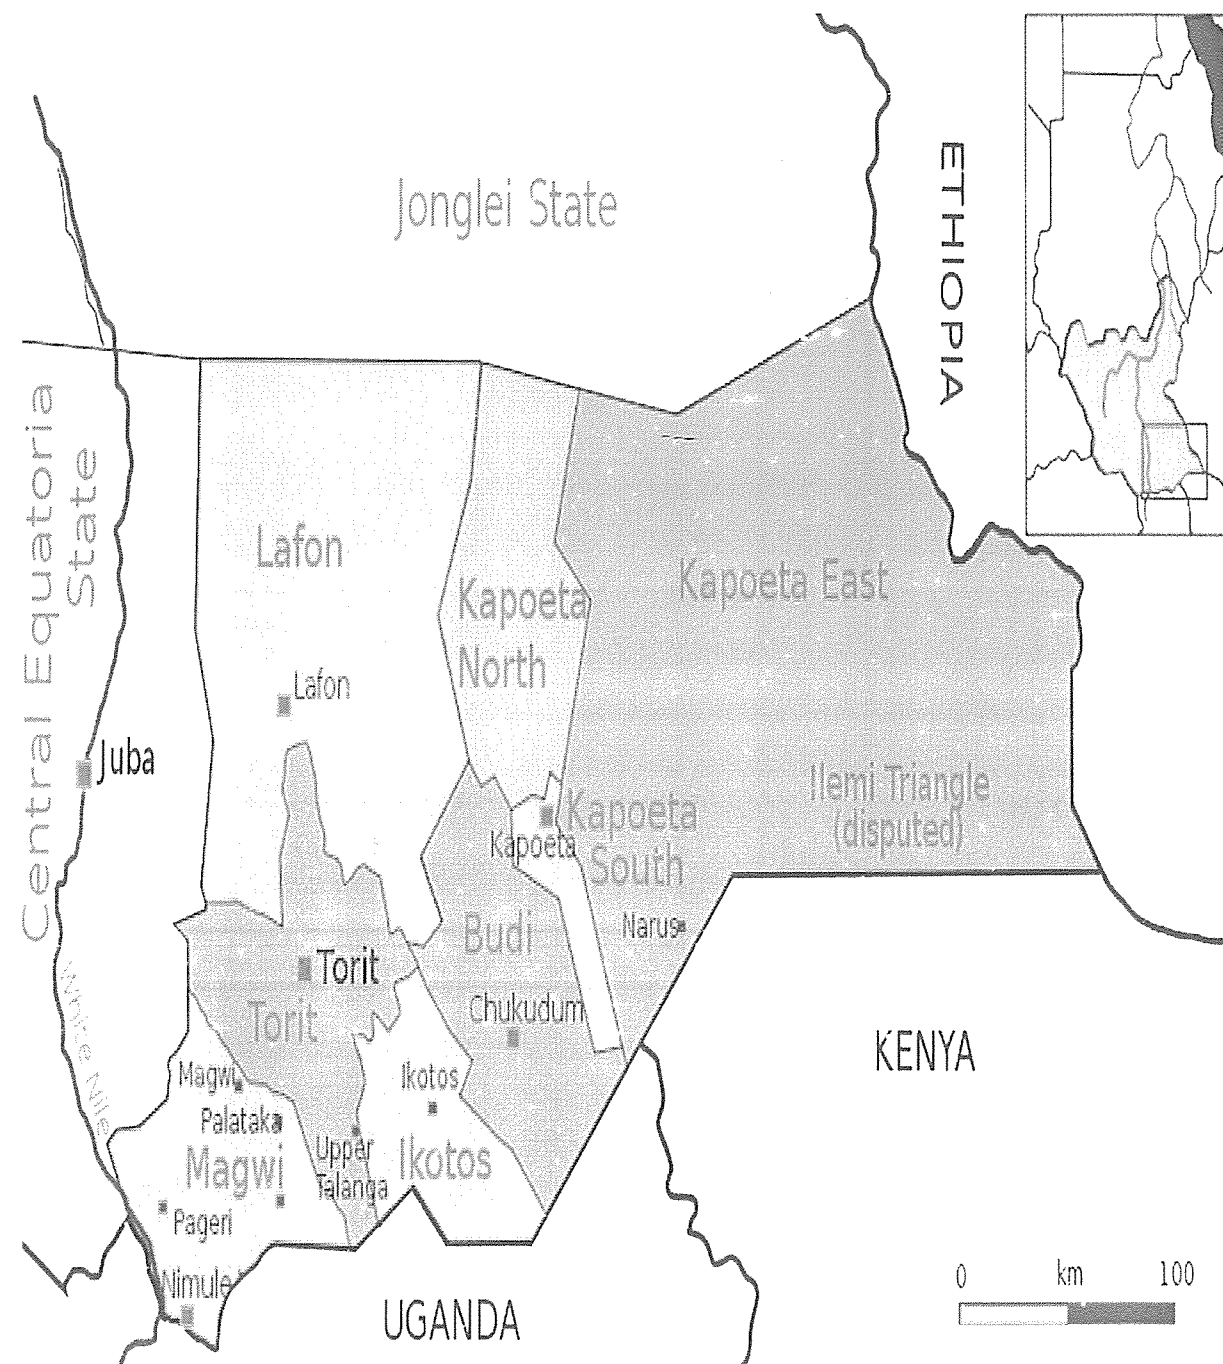 Jonglei State
ETHIOPIA
Central Equatoria
State
Lafon
Kapoeta East
Kapoeta
North
Lafon
Juba
Ilemi Triangle
(disputed)
Kapoeta
South
Kapoeta
Budi
Narus
Torit
Torit
Chukudum
White Nile
KENYA
Magwi
Ikotos
Palataka
Upper
Talanga
Magwi
Ikotos
Pageri
Nimule
UGANDA
0 km 100